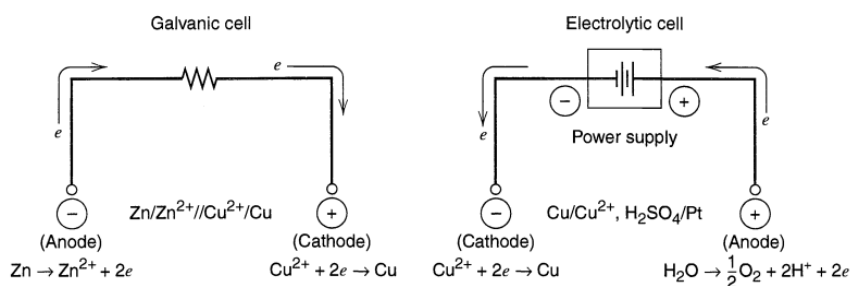 Galvanic cell
e
e
Zn/Zn²⁺//Cu²⁺/Cu
−
+
(Anode)
(Cathode)
Zn → Zn²⁺ + 2e
Cu²⁺ + 2e → Cu
Electrolytic cell
−
+
e
e
Power supply
Cu/Cu²⁺, H₂SO₄/Pt
−
+
(Cathode)
(Anode)
Cu²⁺ + 2e → Cu
H₂O → ½O₂ + 2H⁺ + 2e